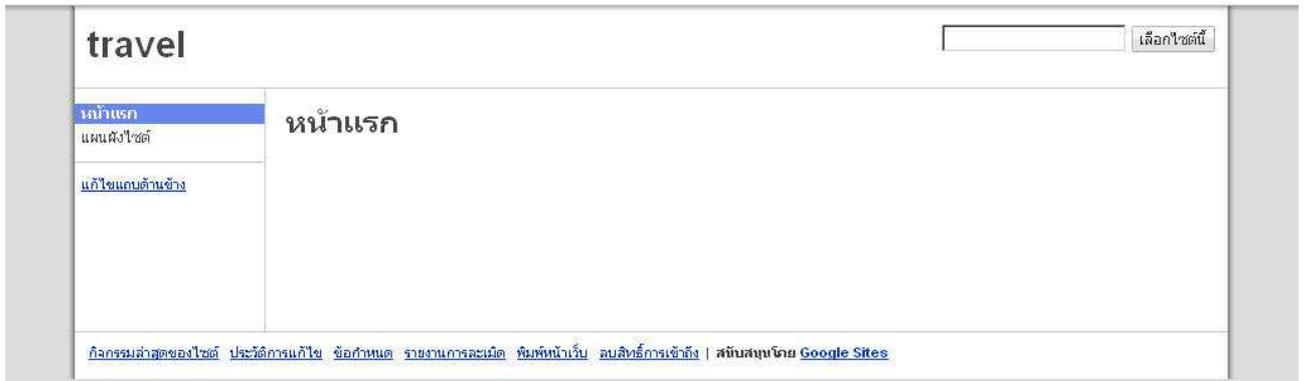 travel
เลือกไซต์นี้
หน้าแรก
แผนผังไซต์
แก้ไขแถบด้านข้าง
หน้าแรก
กิจกรรมล่าสุดของไซต์ ประวัติการแก้ไข ข้อกำหนด รายงานการละเมิด พิมพ์หน้าเว็บ ลบสิทธิ์การเข้าถึง | สนับสนุนโดย Google Sites